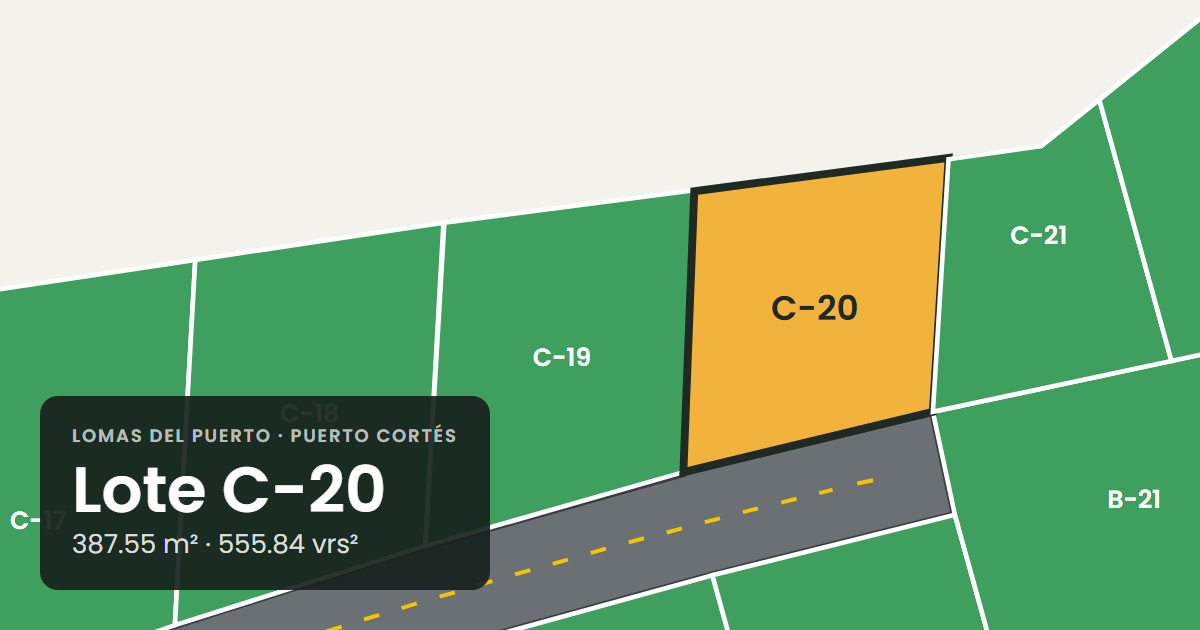 C-20
C-21
C-19
C-18
LOMAS DEL PUERTO · PUERTO CORTÉS
Lote C-20
387.55 m² · 555.84 vrs²
C-17
B-21